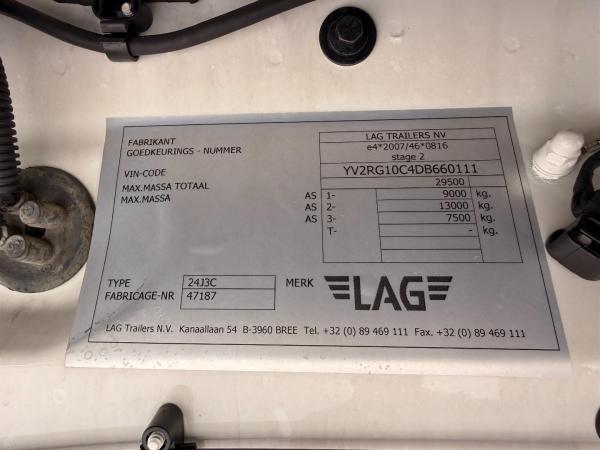 FABRIKANT LAG TRAILERS NV
GOEDKEURINGS - NUMMER e4*2007/46*0816
stage 2
VIN-CODE YV2RG10C4DB660111
MAX.MASSA TOTAAL 29500
MAX.MASSA AS 1- 9000 kg.
AS 2- 13000 kg.
AS 3- 7500 kg.
T- - kg.
TYPE 24J3C MERK LAG
FABRICAGE-NR 47187
LAG Trailers N.V. Kanaallaan 54 B-3960 BREE Tel. +32 (0) 89 469 111 Fax. +32 (0) 89 469 111